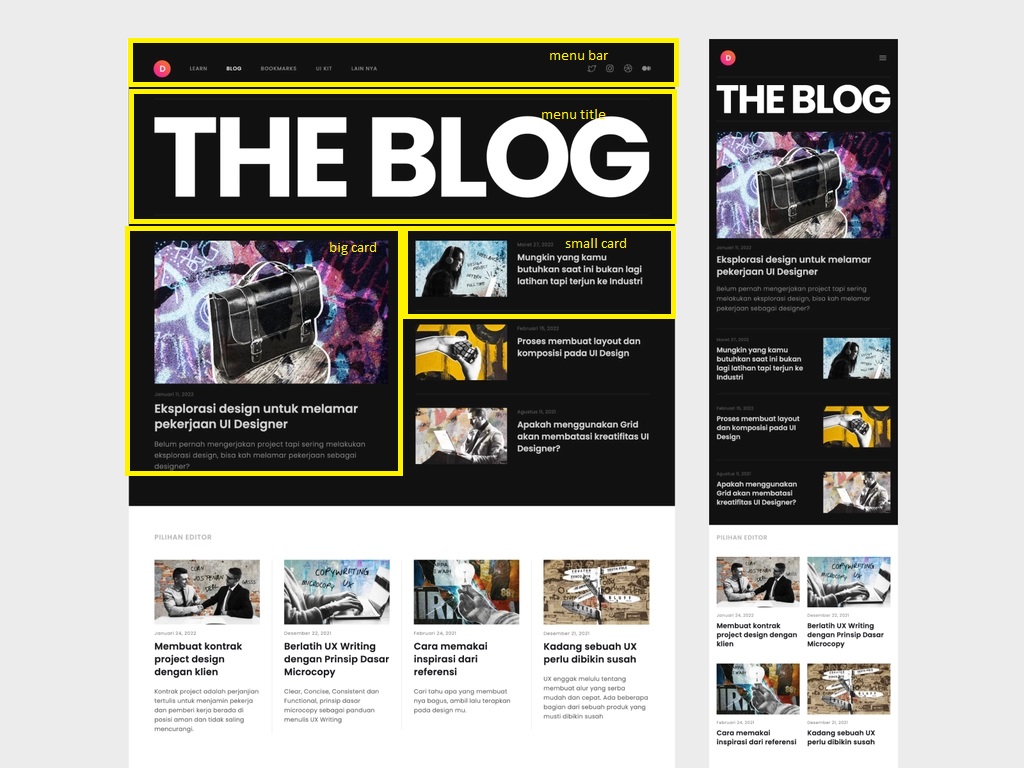 menu bar
D
LEARN
BLOG
BOOKMARKS
UI KIT
LAIN NYA
menu title
THE BLOG
big card
Januari 11, 2022
Eksplorasi design untuk melamar
pekerjaan UI Designer
Belum pernah mengerjakan project tapi sering melakukan
eksplorasi design, bisa kah melamar pekerjaan sebagai
designer?
small card
Maret 27, 2022
Mungkin yang kamu
butuhkan saat ini bukan lagi
latihan tapi terjun ke Industri
Februari 15, 2022
Proses membuat layout dan
komposisi pada UI Design
Agustus 11, 2021
Apakah menggunakan Grid
akan membatasi kreatifitas UI
Designer?
PILIHAN EDITOR
Januari 24, 2022
Membuat kontrak
project design
dengan klien
Kontrak project adalah perjanjian
tertulis untuk menjamin pekerja
dan pemberi kerja berada di
posisi aman dan tidak saling
mencurangi.
COPYWRITING
MICROCOPY UX
Desember 22, 2021
Berlatih UX Writing
dengan Prinsip Dasar
Microcopy
Clear, Concise, Consistent dan
Functional, prinsip dasar
microcopy sebagai panduan
menulis UX Writing
Februari 24, 2021
Cara memakai
inspirasi dari
referensi
Cari tahu apa yang membuat
nya bagus, ambil lalu terapkan
pada design mu.
Desember 21, 2021
Kadang sebuah UX
perlu dibikin susah
UX enggak melulu tentang
membuat alur yang serba
mudah dan cepat. Ada beberapa
bagian dari sebuah produk yang
musti dibikin susah
D
THE BLOG
Januari 11, 2022
Eksplorasi design untuk melamar
pekerjaan UI Designer
Belum pernah mengerjakan project tapi sering
melakukan eksplorasi design, bisa kah melamar
pekerjaan sebagai designer?
Maret 27, 2022
Mungkin yang kamu
butuhkan saat ini bukan
lagi latihan tapi terjun ke
Industri
Februari 15, 2022
Proses membuat layout
dan komposisi pada UI
Design
Agustus 11, 2021
Apakah menggunakan
Grid akan membatasi
kreatifitas UI Designer?
PILIHAN EDITOR
Januari 24, 2022
Membuat kontrak
project design dengan
klien
Desember 22, 2021
Berlatih UX Writing
dengan Prinsip Dasar
Microcopy
Februari 24, 2021
Cara memakai
inspirasi dari referensi
Desember 21, 2021
Kadang sebuah UX
perlu dibikin susah